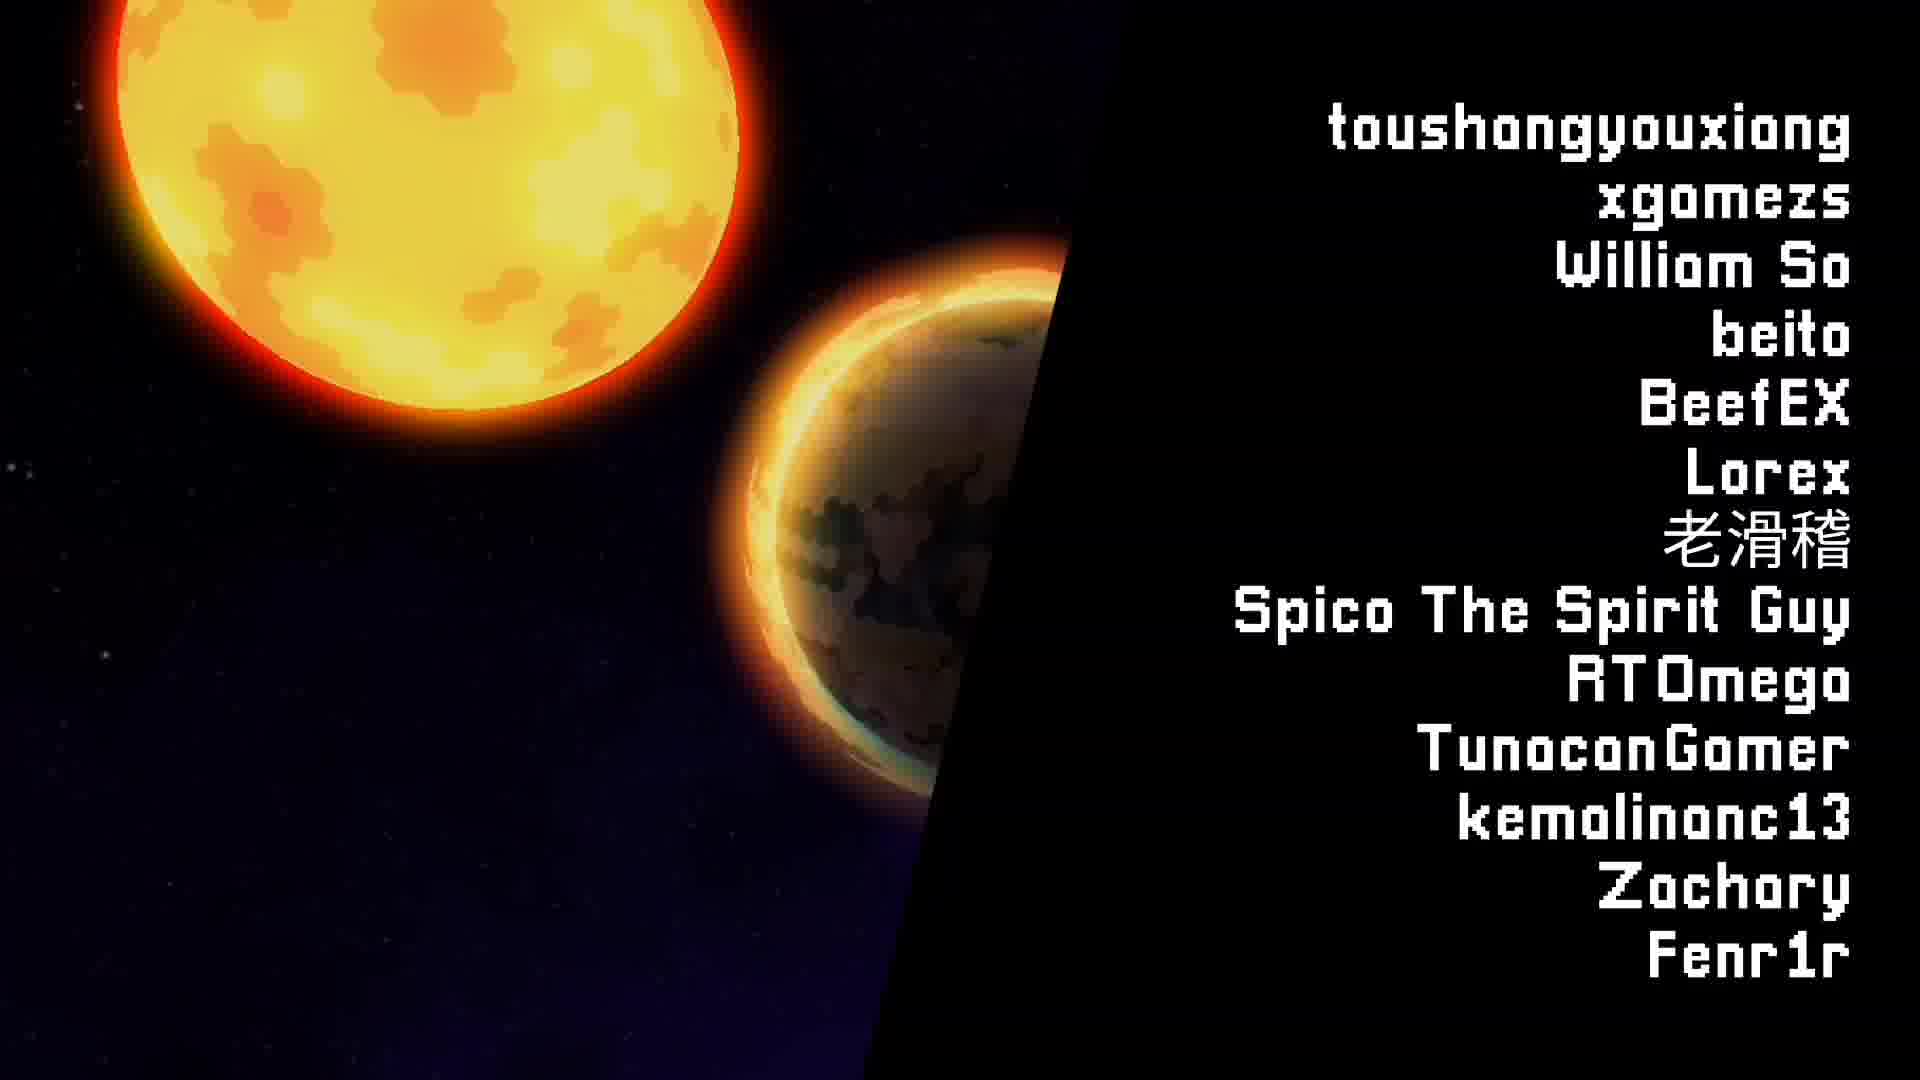 toushangyouxiang
xgamezs
William So
beito
BeefEX
Lorex
老滑稽
Spico The Spirit Guy
RTOmega
TunacanGamer
kemalinanc13
Zachary
Fenr1r